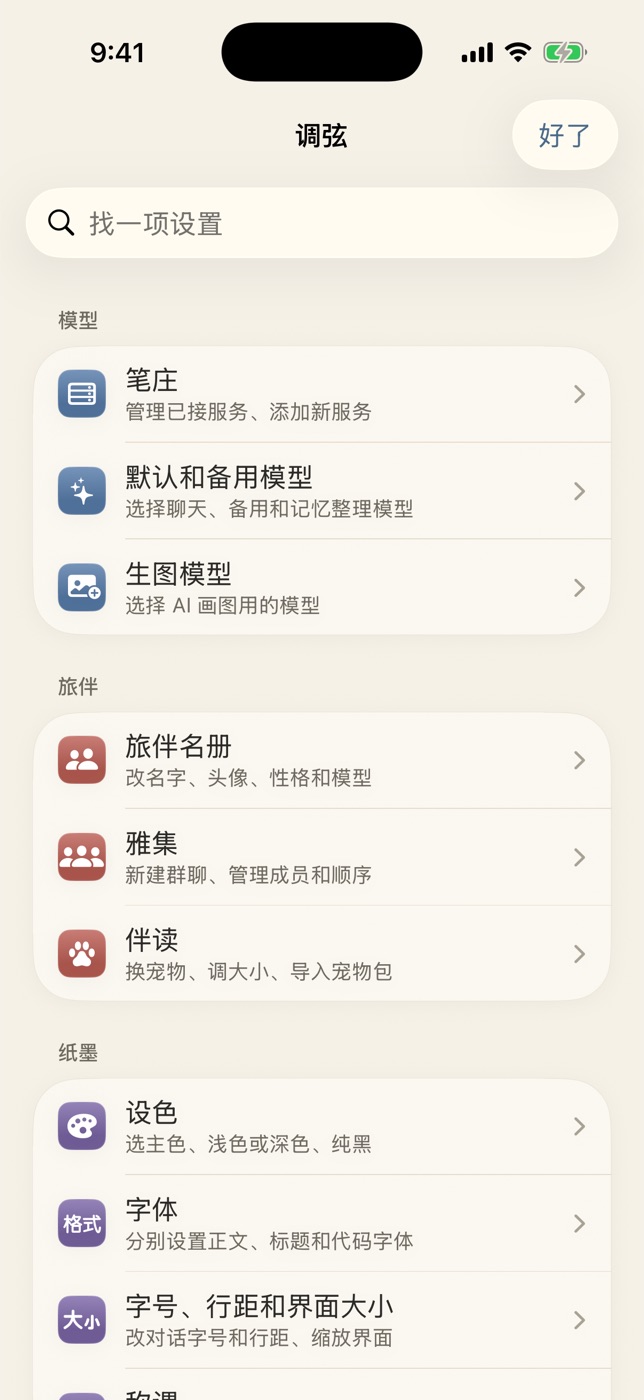 9:41
调弦
好了
找一项设置
模型
笔庄
管理已接服务、添加新服务
默认和备用模型
选择聊天、备用和记忆整理模型
生图模型
选择 AI 画图用的模型
旅伴
旅伴名册
改名字、头像、性格和模型
雅集
新建群聊、管理成员和顺序
伴读
换宠物、调大小、导入宠物包
纸墨
设色
选主色、浅色或深色、纯黑
格式
字体
分别设置正文、标题和代码字体
大小
字号、行距和界面大小
改对话字号和行距、缩放界面